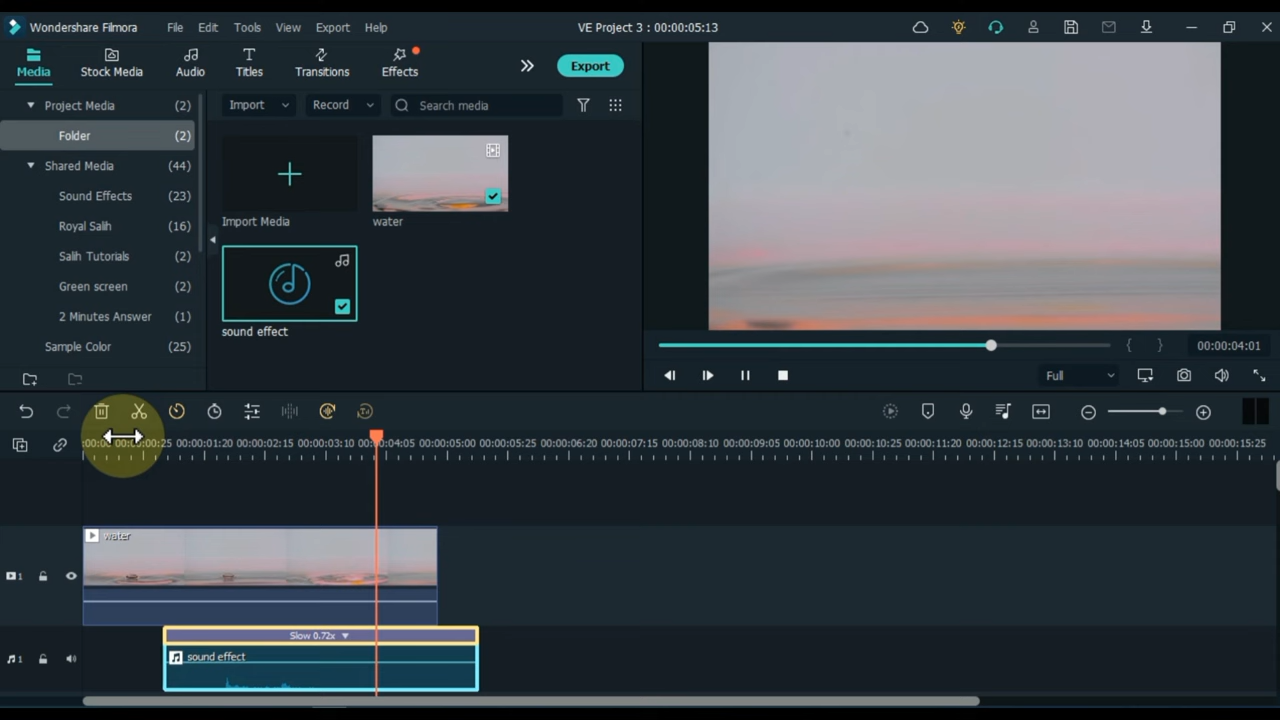 Wondershare Filmora
File Edit Tools View Export Help
VE Project 3 : 00:00:05:13
Media
Stock Media
Audio
Titles
Transitions
Effects
Export
Project Media (2)
Folder (2)
Shared Media (44)
Sound Effects (23)
Royal Salih (16)
Salih Tutorials (2)
Green screen (2)
2 Minutes Answer (1)
Sample Color (25)
Import
Record
Search media
Import Media
water
sound effect
00:00:04:01
Full
00:00:01:20 00:00:02:15 00:00:03:10 00:00:04:05 00:00:05:00 00:00:05:25 00:00:06:20 00:00:07:15 00:00:08:10 00:00:09:05 00:00:10:00 00:00:10:25 00:00:11:20 00:00:12:15 00:00:13:10 00:00:14:05 00:00:15:00 00:00:15:25
water
1
Slow 0.72x
sound effect
1